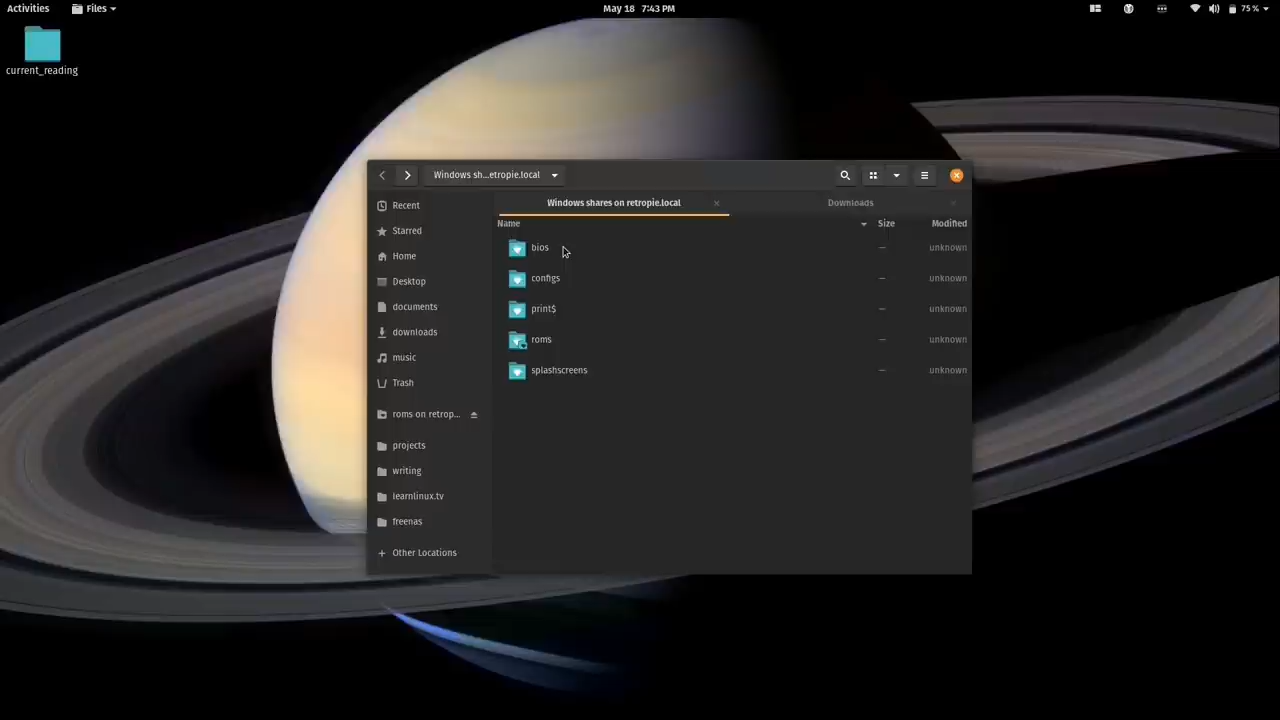 Activities Files May 18 7:43 PM 75 %
current_reading
Windows sh...etropie.local
Windows shares on retropie.local Downloads
Name Size Modified
Recent
Starred
Home
Desktop
documents
downloads
music
Trash
roms on retrop...
projects
writing
learnlinux.tv
freenas
Other Locations
bios — unknown
configs — unknown
print$ — unknown
roms — unknown
splashscreens — unknown